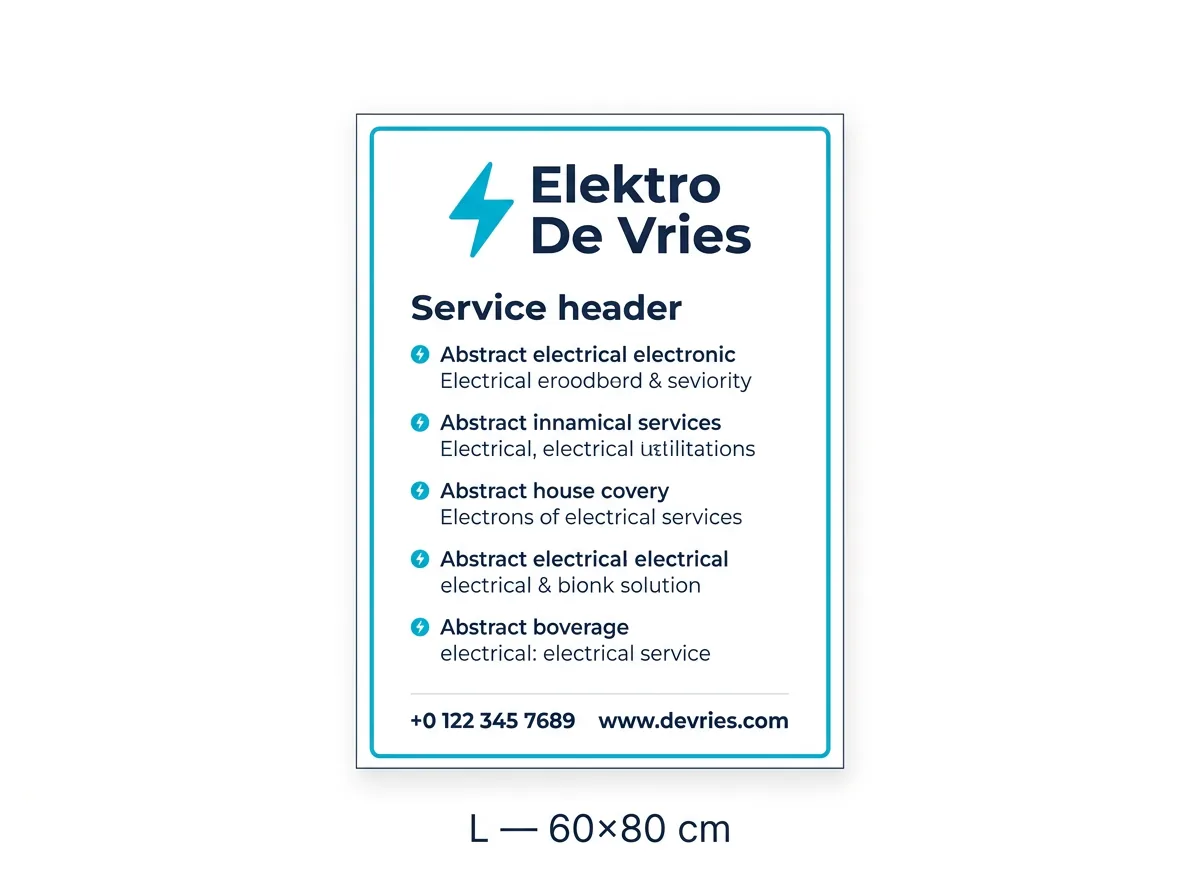 Elektro
De Vries
Service header
Abstract electrical electronic
Electrical eroodberd & seviority
Abstract innamical services
Electrical, electrical
Abstract house covery
Electrons of electrical services
Abstract electrical electrical
electrical & bionk solution
Abstract boverage
electrical: electrical service
+0 122 345 7689 www.devries.com
L — 60×80 cm